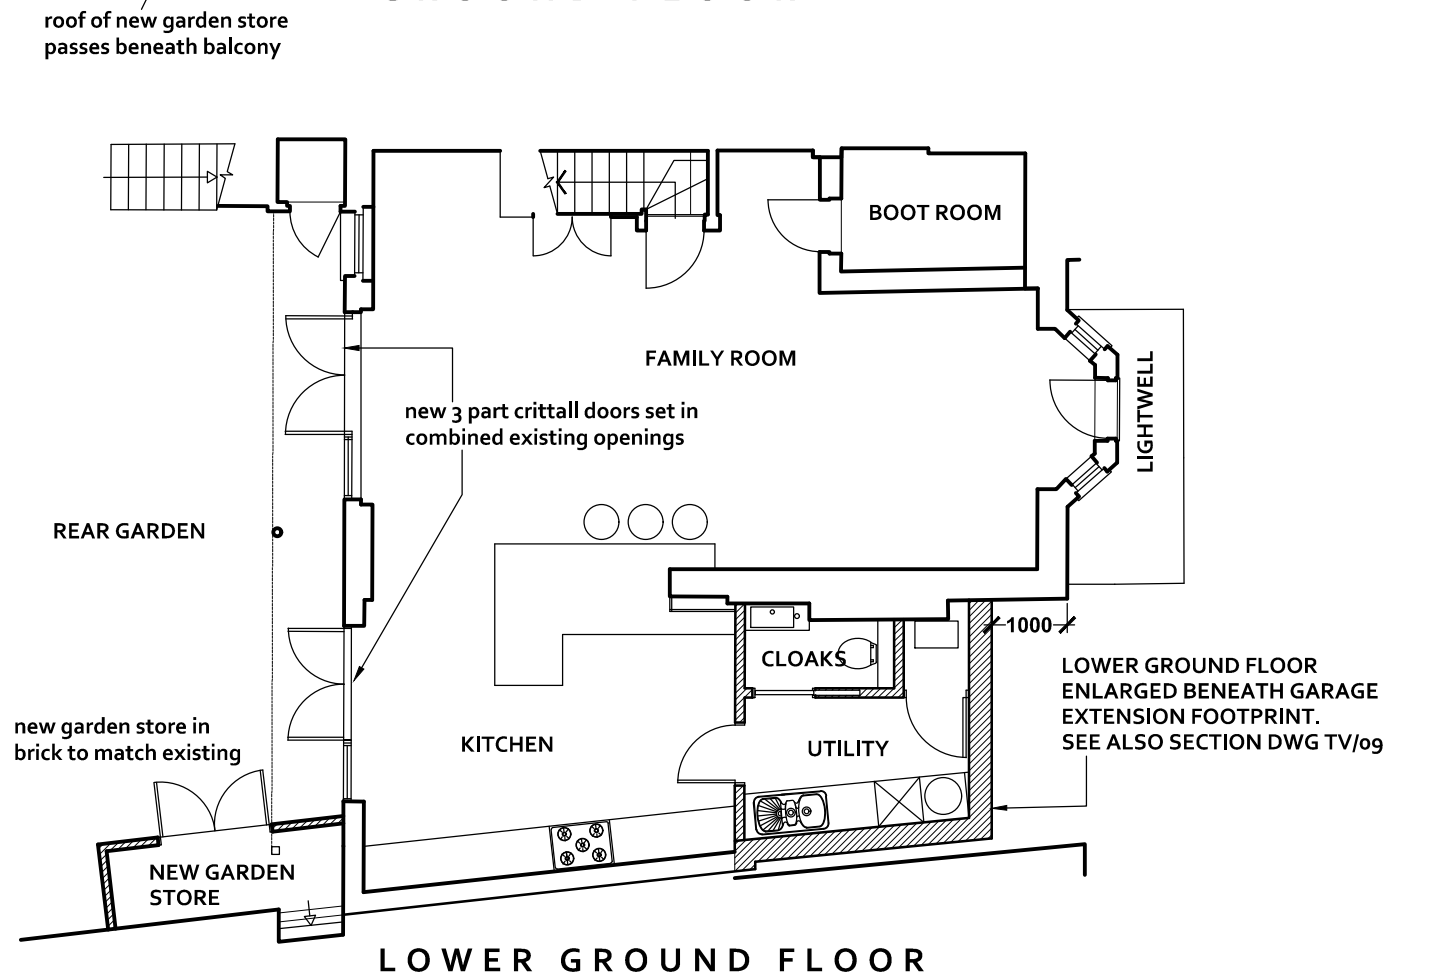 roof of new garden store
passes beneath balcony
BOOT ROOM
FAMILY ROOM
LIGHTWELL
new 3 part crittall doors set in
combined existing openings
REAR GARDEN
1000
CLOAKS
LOWER GROUND FLOOR
ENLARGED BENEATH GARAGE
EXTENSION FOOTPRINT.
SEE ALSO SECTION DWG TV/09
new garden store in
brick to match existing
KITCHEN
UTILITY
NEW GARDEN
STORE
LOWER GROUND FLOOR